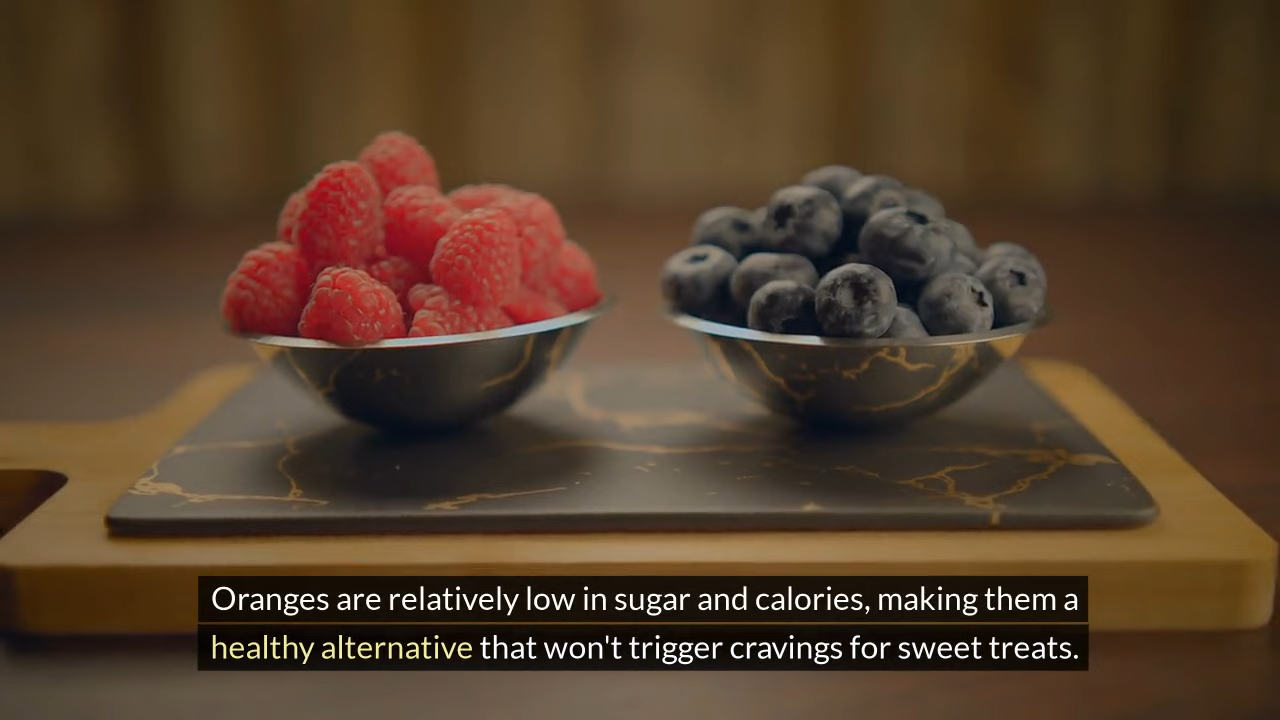 Oranges are relatively low in sugar and calories, making them a
healthy alternative that won't trigger cravings for sweet treats.